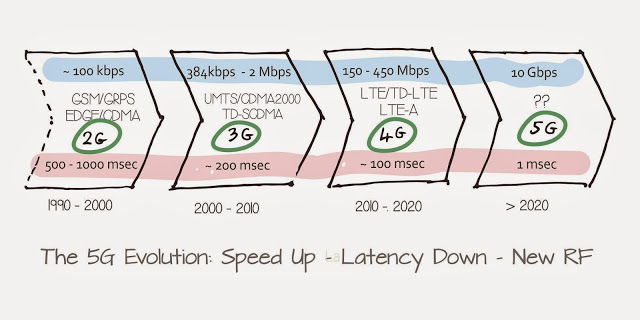 ~ 100 kbps
GSM/GRPS
EDGE/CDMA
2G
500 - 1000 msec
1990 - 2000
384kbps - 2 Mbps
UMTS/CDMA2000
TD-SCDMA
3G
~ 200 msec
2000 - 2010
150 - 450 Mbps
LTE/TD-LTE
LTE-A
4G
~ 100 msec
2010 - 2020
10 Gbps
??
5G
1 msec
> 2020
The 5G Evolution: Speed Up - Latency Down - New RF